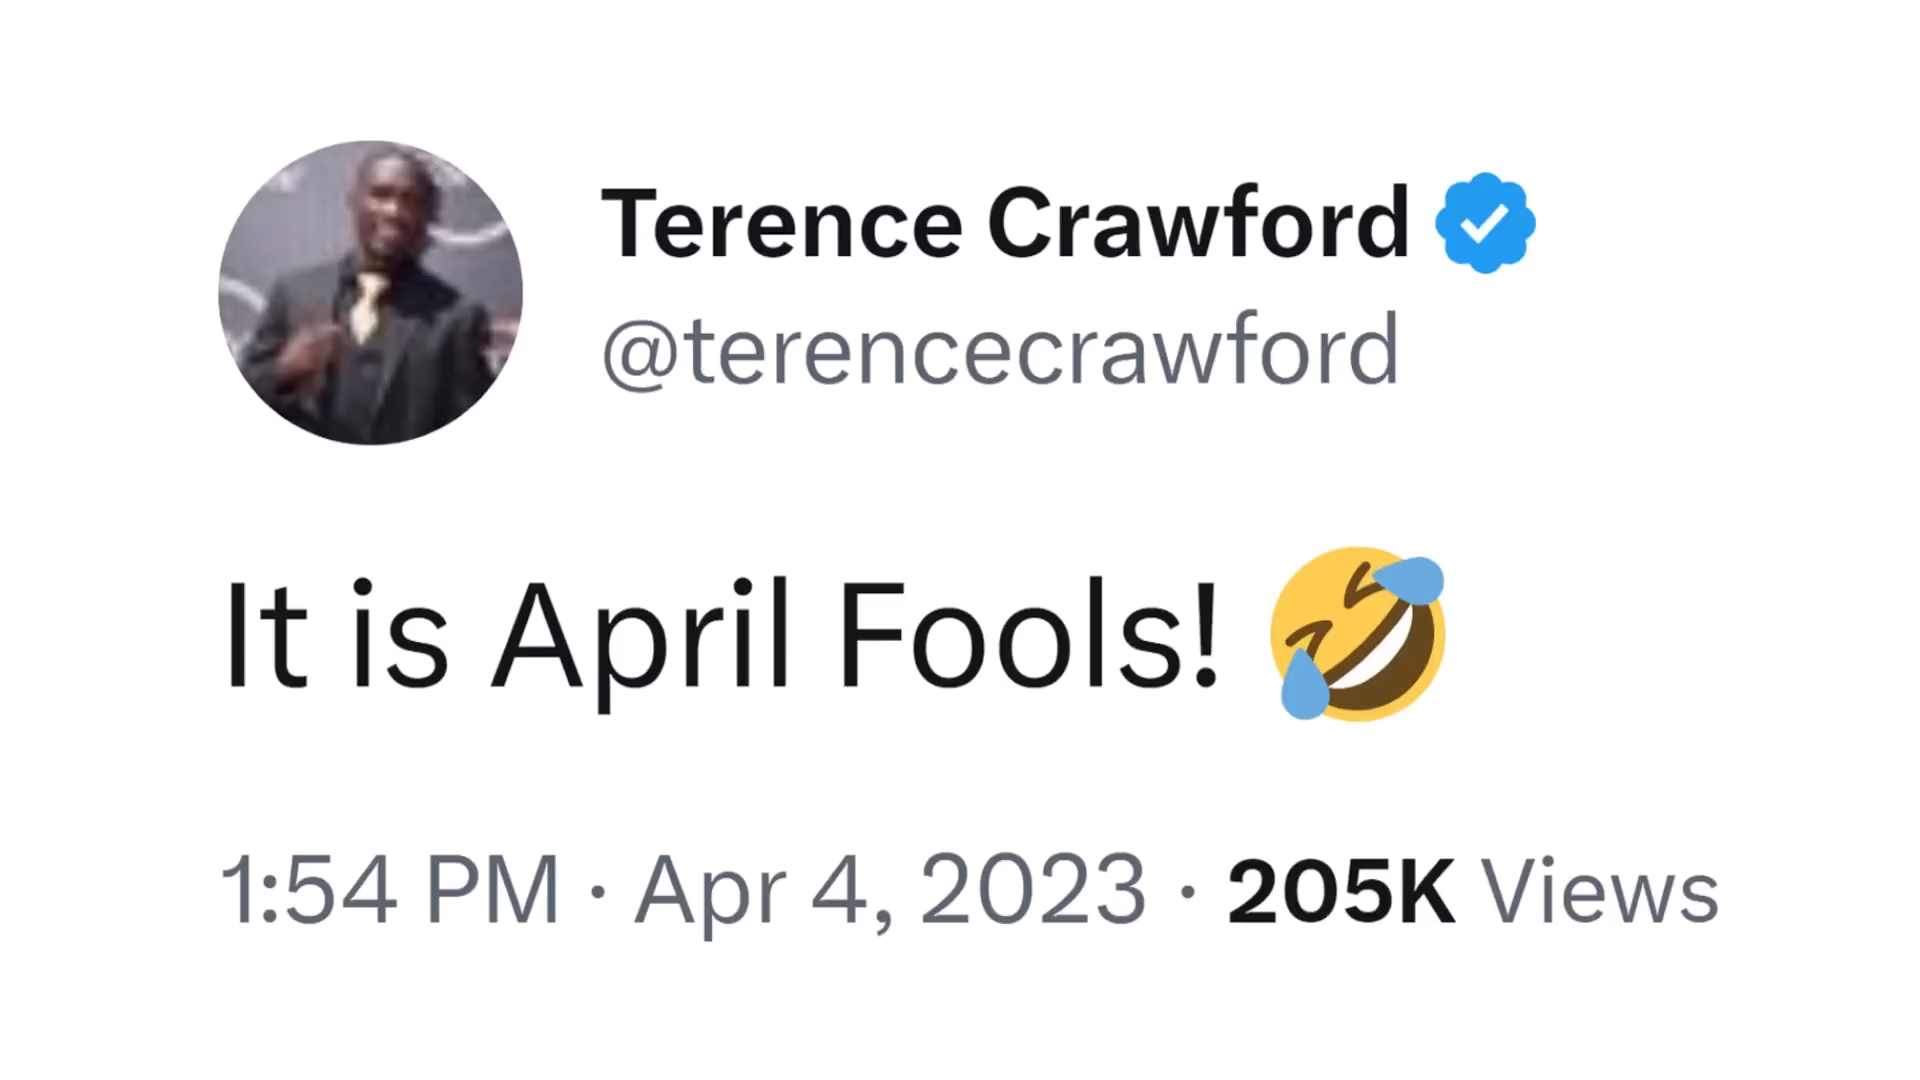 Terence Crawford
@terencecrawford
It is April Fools! 🤣
1:54 PM · Apr 4, 2023 · 205K Views